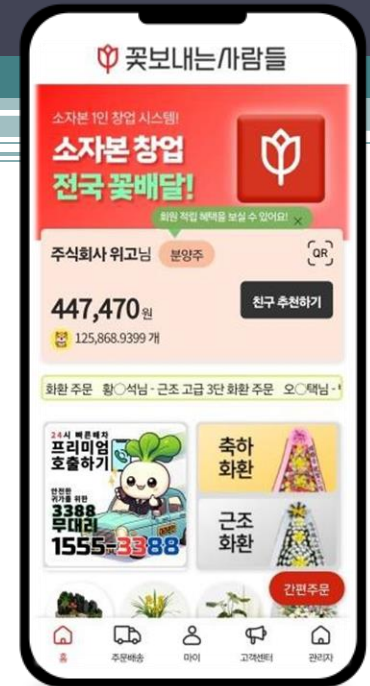 꽃보내는사람들
소자본 1인 창업 시스템!
소자본 창업
전국 꽃배달!
회원 적립 혜택을 보실 수 있어요! ×
주식회사 위고님 분양주
QR
447,470 원
친구 추천하기
125,868.9399 개
화환 주문 황○석님 - 근조 고급 3단 화환 주문 오○택님 -
24시 빠른배차
프리미엄
호출하기
안전한
귀가를 위한
3388
무대리
1555-3388
축하
화환
근조
화환
간편주문
홈
주문배송
마이
고객센터
관리자